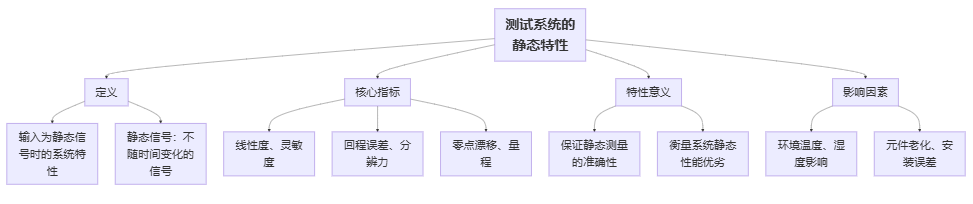 测试系统的
静态特性
定义
核心指标
特性意义
影响因素
输入为静态信
号时的系统特
性
静态信号：不
随时间变化的
信号
线性度、灵敏
度
回程误差、分
辨力
零点漂移、量
程
保证静态测量
的准确性
衡量系统静态
性能优劣
环境温度、湿
度影响
元件老化、安
装误差